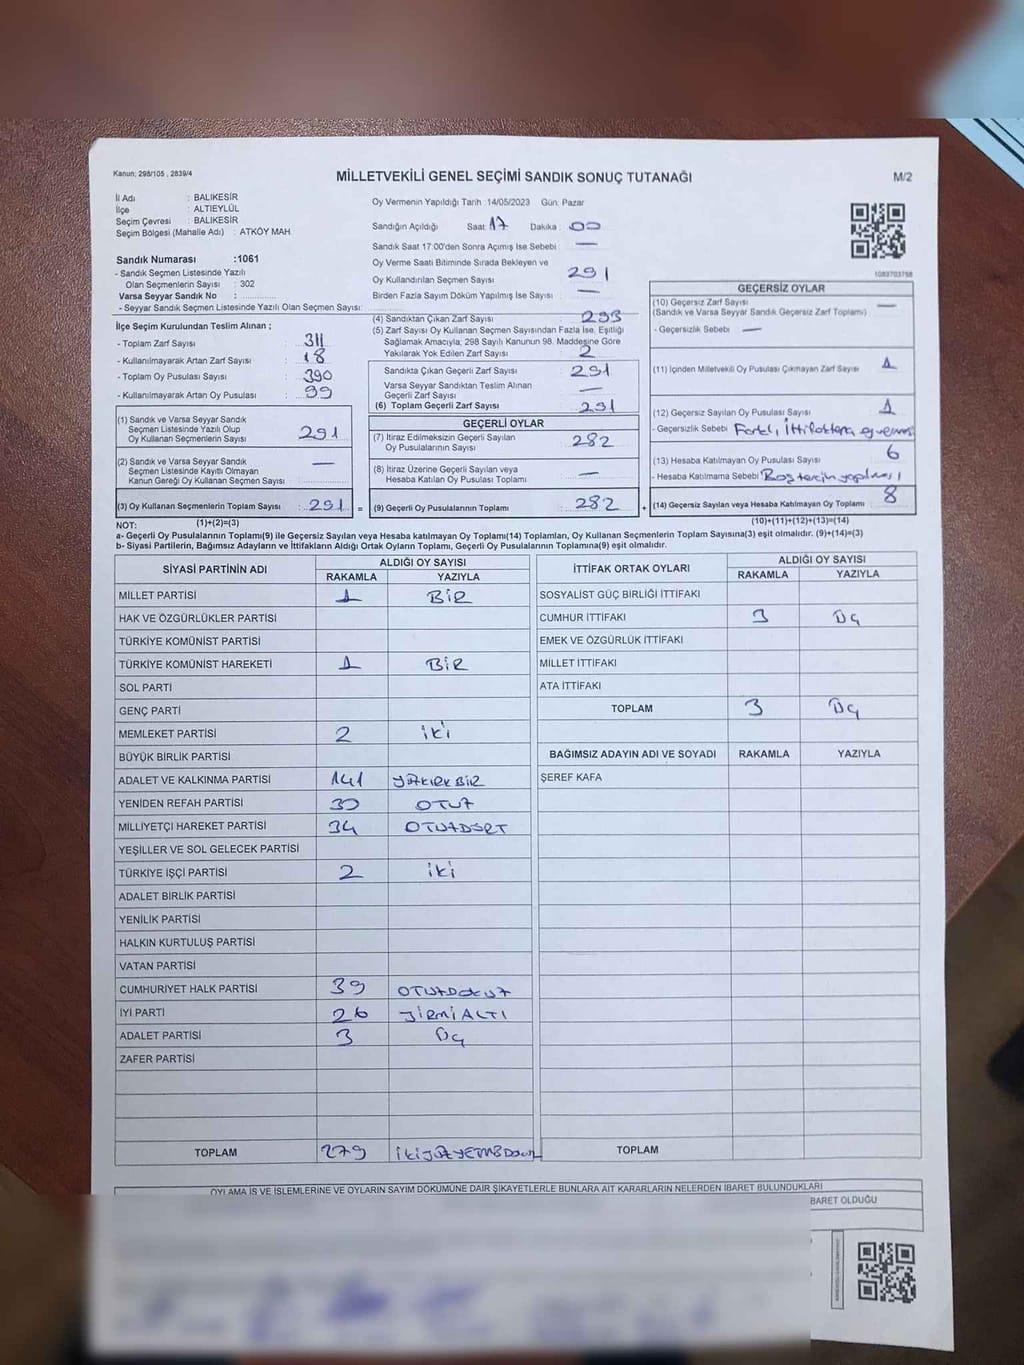 Kanun; 298/105 , 2839/4
MİLLETVEKİLİ GENEL SEÇİMİ SANDIK SONUÇ TUTANAĞI
M/2
İl Adı : BALIKESİR
İlçe : ALTIEYLÜL
Seçim Çevresi : BALIKESİR
Seçim Bölgesi (Mahalle Adı) : ATKÖY MAH.
Oy Vermenin Yapıldığı Tarih :14/05/2023 Gün: Pazar
Sandığın Açıldığı Saat: 17 Dakika : 00
Sandık Saat 17:00'den Sonra Açımış İse Sebebi : —
Oy Verme Saati Bitiminde Sırada Bekleyen ve
Oy Kullandırılan Seçmen Sayısı : 291
Birden Fazla Sayım Döküm Yapılmış İse Sayısı : —
Sandık Numarası :1061
- Sandık Seçmen Listesinde Yazılı
Olan Seçmenlerin Sayısı : 302
Varsa Seyyar Sandık No :
- Seyyar Sandık Seçmen Listesinde Yazılı Olan Seçmen Sayısı:
İlçe Seçim Kurulundan Teslim Alınan ;
- Toplam Zarf Sayısı : 311
- Kullanılmayarak Artan Zarf Sayısı : 18
- Toplam Oy Pusulası Sayısı : 390
- Kullanılmayarak Artan Oy Pusulası : 99
(4) Sandıktan Çıkan Zarf Sayısı : 293
(5) Zarf Sayısı Oy Kullanan Seçmen Sayısından Fazla İse, Eşitliği
Sağlamak Amacıyla; 298 Sayılı Kanunun 98. Maddesine Göre
Yakılarak Yok Edilen Zarf Sayısı : 2
Sandıkta Çıkan Geçerli Zarf Sayısı : 291
Varsa Seyyar Sandıktan Teslim Alınan
Geçerli Zarf Sayısı : —
(6) Toplam Geçerli Zarf Sayısı : 291
1083703758
GEÇERSİZ OYLAR
(10) Geçersiz Zarf Sayısı : —
(Sandık ve Varsa Seyyar Sandık Geçersiz Zarf Toplamı)
- Geçersizlik Sebebi : —
(11) İçinden Milletvekili Oy Pusulası Çıkmayan Zarf Sayısı : 1
(12) Geçersiz Sayılan Oy Pusulası Sayısı : 1
- Geçersizlik Sebebi :
(13) Hesaba Katılmayan Oy Pusulası Sayısı : 6
- Hesaba Katılmama Sebebi : Boş tercih yapılması
(14) Geçersiz Sayılan veya Hesaba Katılmayan Oy Toplamı : 8
(10)+(11)+(12)+(13)=(14)
(1) Sandık ve Varsa Seyyar Sandık
Seçmen Listesinde Yazılı Olup
Oy Kullanan Seçmenlerin Sayısı : 291
(2) Sandık ve Varsa Seyyar Sandık
Seçmen Listesinde Kayıtlı Olmayan
Kanun Gereği Oy Kullanan Seçmen Sayısı : —
(3) Oy Kullanan Seçmenlerin Toplam Sayısı : 291 =
(1)+(2)=(3)
GEÇERLİ OYLAR
(7) İtiraz Edilmeksizin Geçerli Sayılan
Oy Pusulalarının Sayısı : 282
(8) İtiraz Üzerine Geçerli Sayılan veya
Hesaba Katılan Oy Pusulası Toplamı : —
(9) Geçerli Oy Pusulalarının Toplamı : 282 +
NOT:
a- Geçerli Oy Pusulalarının Toplamı(9) ile Geçersiz Sayılan veya Hesaba katılmayan Oy Toplamı(14) Toplamları, Oy Kullanan Seçmenlerin Toplam Sayısına(3) eşit olmalıdır. (9)+(14)=(3)
b- Siyasi Partilerin, Bağımsız Adayların ve İttifakların Aldığı Ortak Oyların Toplamı, Geçerli Oy Pusulalarının Toplamına(9) eşit olmalıdır.
SİYASİ PARTİNİN ADI ALDIĞI OY SAYISI
RAKAMLA YAZIYLA
MİLLET PARTİSİ 1 BİR
HAK VE ÖZGÜRLÜKLER PARTİSİ
TÜRKİYE KOMÜNİST PARTİSİ
TÜRKİYE KOMÜNİST HAREKETİ 1 BİR
SOL PARTİ
GENÇ PARTİ
MEMLEKET PARTİSİ 2 iki
BÜYÜK BİRLİK PARTİSİ
ADALET VE KALKINMA PARTİSİ 141 YÜZKIRKBİR
YENİDEN REFAH PARTİSİ 30 OTUZ
MİLLİYETÇİ HAREKET PARTİSİ 34 OTUZDÖRT
YEŞİLLER VE SOL GELECEK PARTİSİ
TÜRKİYE İŞÇİ PARTİSİ 2 iki
ADALET BİRLİK PARTİSİ
YENİLİK PARTİSİ
HALKIN KURTULUŞ PARTİSİ
VATAN PARTİSİ
CUMHURİYET HALK PARTİSİ 39 OTUZDOKUZ
İYİ PARTİ 26 YİRMİALTI
ADALET PARTİSİ 3 ÜÇ
ZAFER PARTİSİ
TOPLAM 279
İTTİFAK ORTAK OYLARI ALDIĞI OY SAYISI
RAKAMLA YAZIYLA
SOSYALİST GÜÇ BİRLİĞİ İTTİFAKI
CUMHUR İTTİFAKI 3 ÜÇ
EMEK VE ÖZGÜRLÜK İTTİFAKI
MİLLET İTTİFAKI
ATA İTTİFAKI
TOPLAM 3 ÜÇ
BAĞIMSIZ ADAYIN ADI VE SOYADI RAKAMLA YAZIYLA
ŞEREF KAFA
TOPLAM
OYLAMA İŞ VE İŞLEMLERİNE VE OYLARIN SAYIM DÖKÜMÜNE DAİR ŞİKAYETLERLE BUNLARA AİT KARARLARIN NELERDEN İBARET BULUNDUKLARI
BARET OLDUĞU